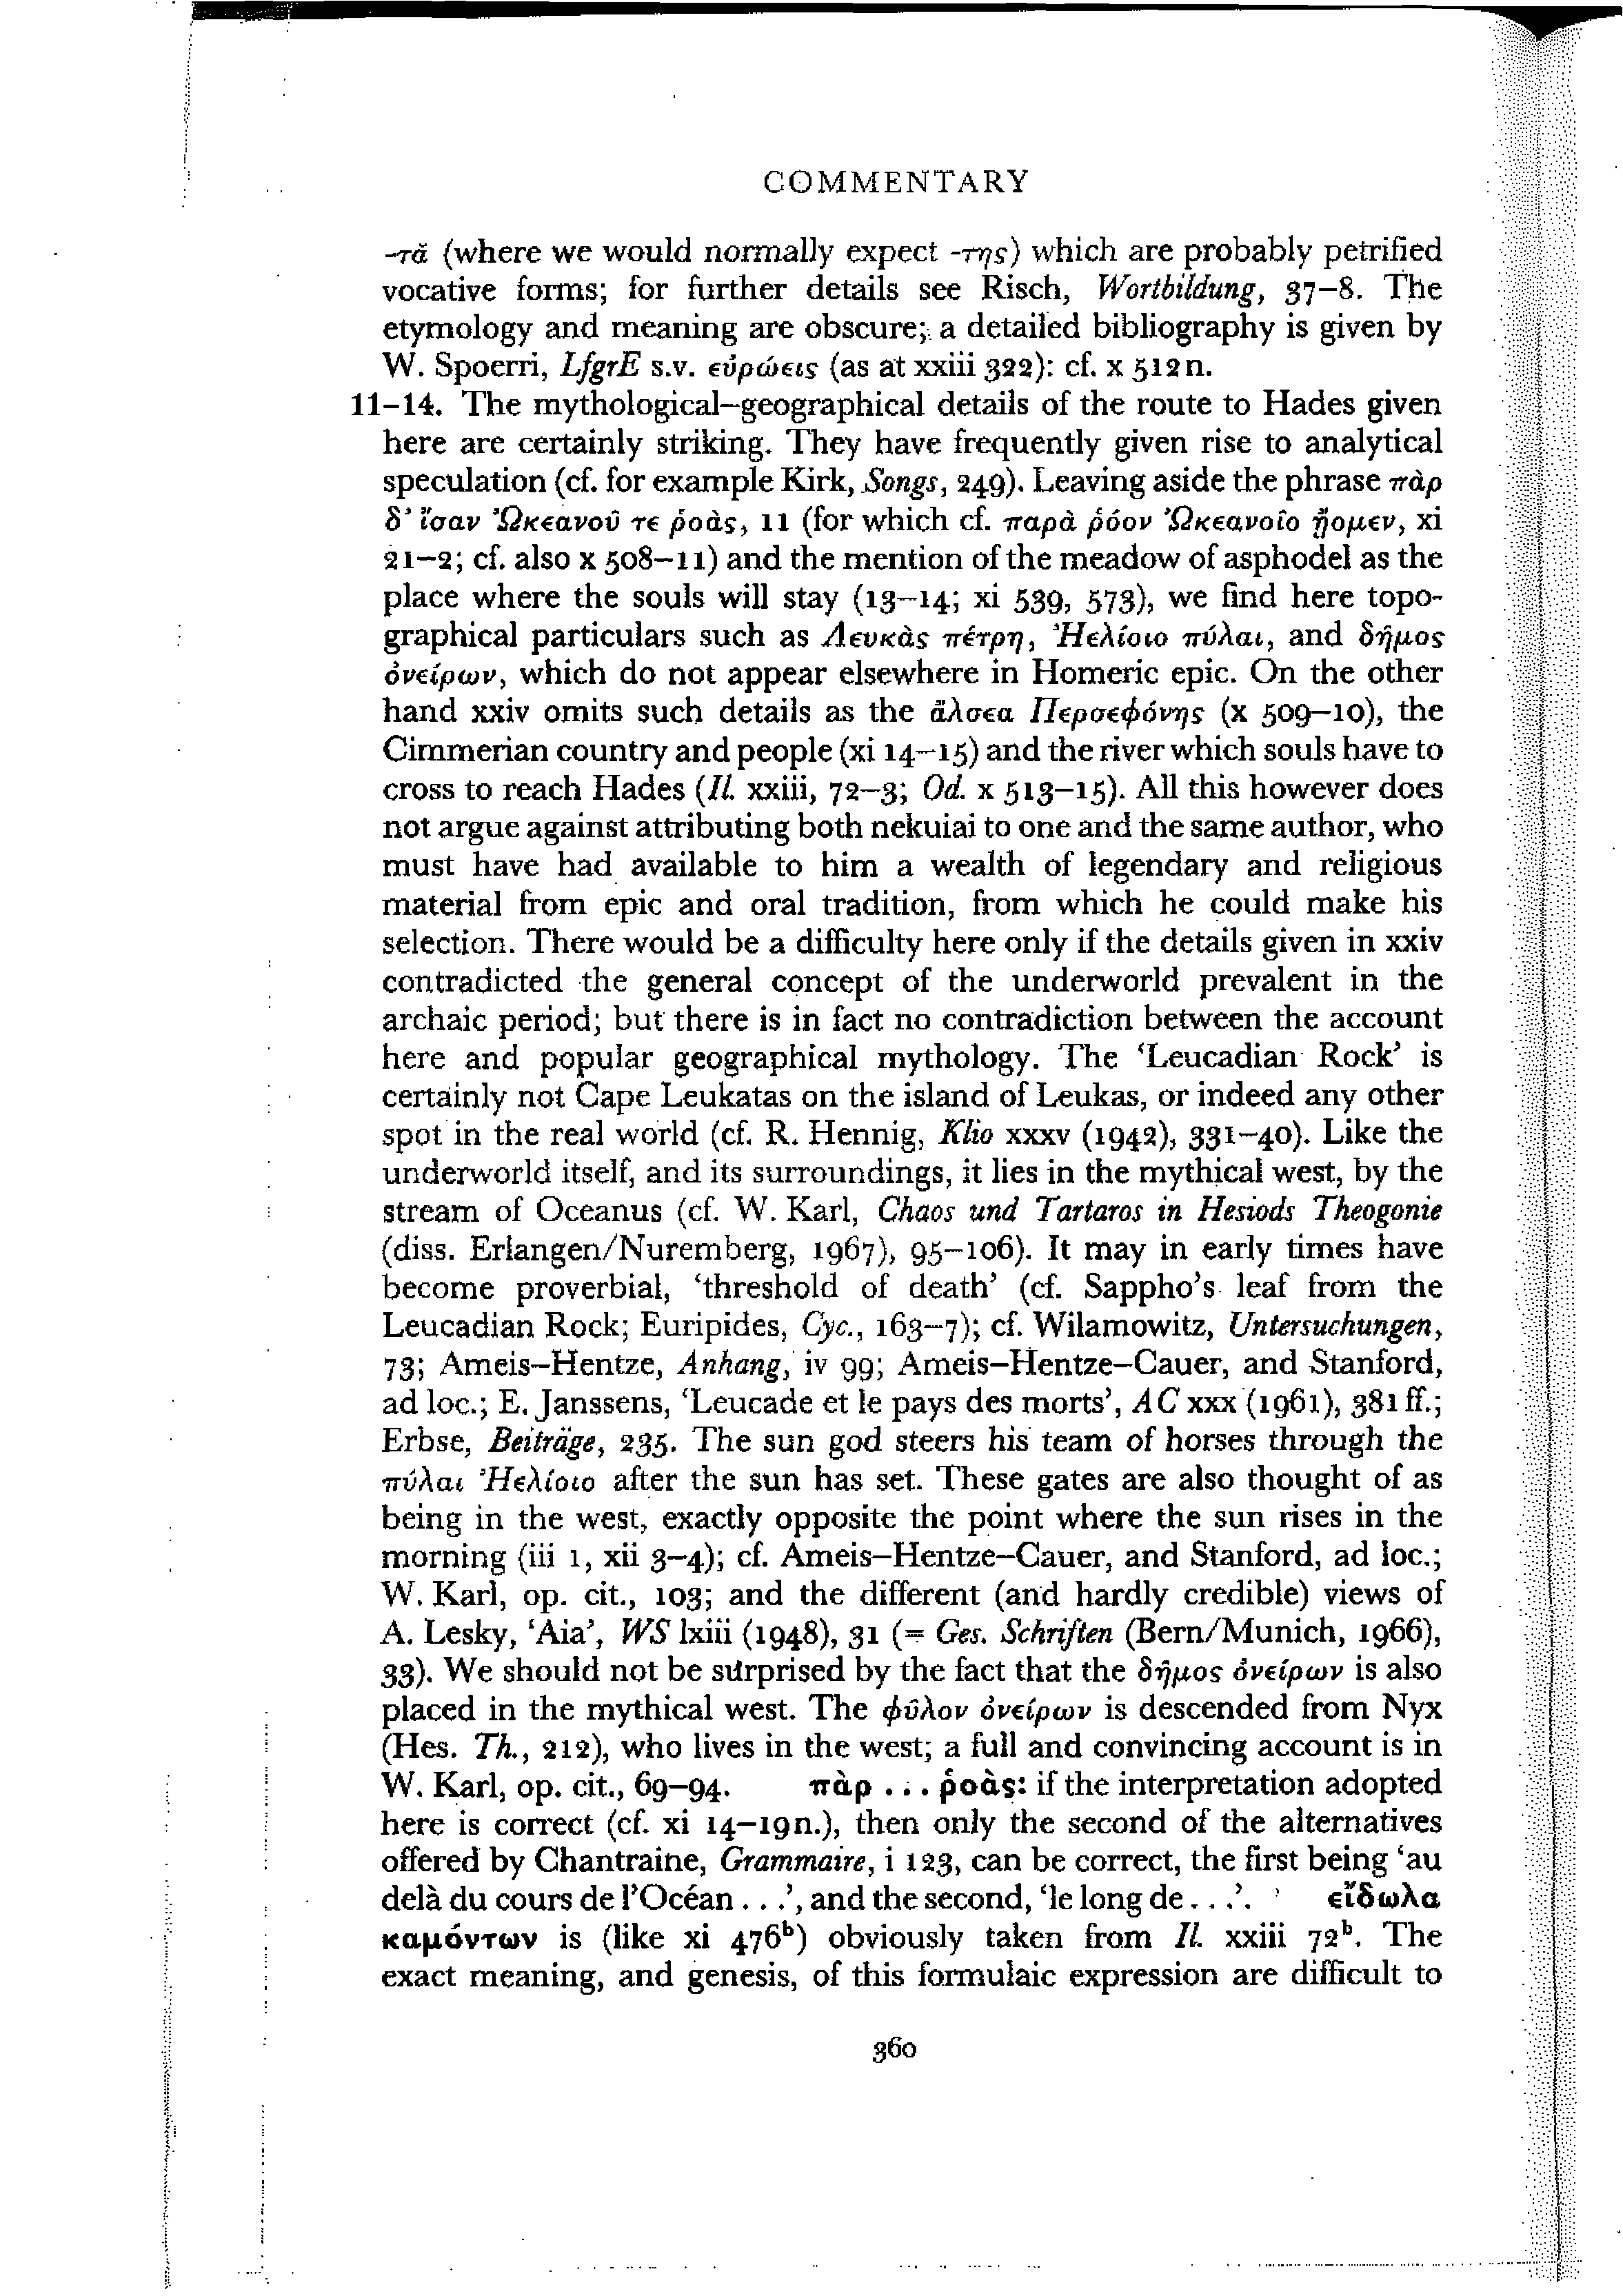 COMMENTARY
-τᾰ (where we would normally expect -της) which are probably petrified
vocative forms; for further details see Risch, Wortbildung, 37–8. The
etymology and meaning are obscure; a detailed bibliography is given by
W. Spoerri, LfgrE s.v. εὐρώεις (as at xxiii 322): cf. x 512 n.
11–14. The mythological–geographical details of the route to Hades given
here are certainly striking. They have frequently given rise to analytical
speculation (cf. for example Kirk, Songs, 249). Leaving aside the phrase πὰρ
δ' ἴσαν Ὠκεανοῦ τε ῥοὰς, 11 (for which cf. παρὰ ῥόον Ὠκεανοῖο ᾔομεν, xi
21–2; cf. also x 508–11) and the mention of the meadow of asphodel as the
place where the souls will stay (13–14; xi 539, 573), we find here topo-
graphical particulars such as Λευκὰς πέτρη, Ἠελίοιο πύλαι, and δῆμος
ὀνείρων, which do not appear elsewhere in Homeric epic. On the other
hand xxiv omits such details as the ἄλσεα Περσεφόνης (x 509–10), the
Cimmerian country and people (xi 14–15) and the river which souls have to
cross to reach Hades (Il. xxiii, 72–3; Od. x 513–15). All this however does
not argue against attributing both nekuiai to one and the same author, who
must have had available to him a wealth of legendary and religious
material from epic and oral tradition, from which he could make his
selection. There would be a difficulty here only if the details given in xxiv
contradicted the general concept of the underworld prevalent in the
archaic period; but there is in fact no contradiction between the account
here and popular geographical mythology. The ‘Leucadian Rock’ is
certainly not Cape Leukatas on the island of Leukas, or indeed any other
spot in the real world (cf. R. Hennig, Klio xxxv (1942), 331–40). Like the
underworld itself, and its surroundings, it lies in the mythical west, by the
stream of Oceanus (cf. W. Karl, Chaos und Tartaros in Hesiods Theogonie
(diss. Erlangen/Nuremberg, 1967), 95–106). It may in early times have
become proverbial, ‘threshold of death’ (cf. Sappho’s leaf from the
Leucadian Rock; Euripides, Cyc., 163–7); cf. Wilamowitz, Untersuchungen,
73; Ameis–Hentze, Anhang, iv 99; Ameis–Hentze–Cauer, and Stanford,
ad loc.; E. Janssens, ‘Leucade et le pays des morts’, AC xxx (1961), 381 ff.;
Erbse, Beiträge, 235. The sun god steers his team of horses through the
πύλαι Ἠελίοιο after the sun has set. These gates are also thought of as
being in the west, exactly opposite the point where the sun rises in the
morning (iii 1, xii 3–4); cf. Ameis–Hentze–Cauer, and Stanford, ad loc.;
W. Karl, op. cit., 103; and the different (and hardly credible) views of
A. Lesky, ‘Aia’, WS lxiii (1948), 31 (= Ges. Schriften (Bern/Munich, 1966),
33). We should not be surprised by the fact that the δῆμος ὀνείρων is also
placed in the mythical west. The φῦλον ὀνείρων is descended from Nyx
(Hes. Th., 212), who lives in the west; a full and convincing account is in
W. Karl, op. cit., 69–94. πὰρ . . . ῥοὰς: if the interpretation adopted
here is correct (cf. xi 14–19 n.), then only the second of the alternatives
offered by Chantraine, Grammaire, i 123, can be correct, the first being ‘au
delà du cours de l’Océan . . .’, and the second, ‘le long de . . .’. εἴδωλα
καμόντων is (like xi 476ᵇ) obviously taken from Il. xxiii 72ᵇ. The
exact meaning, and genesis, of this formulaic expression are difficult to
360